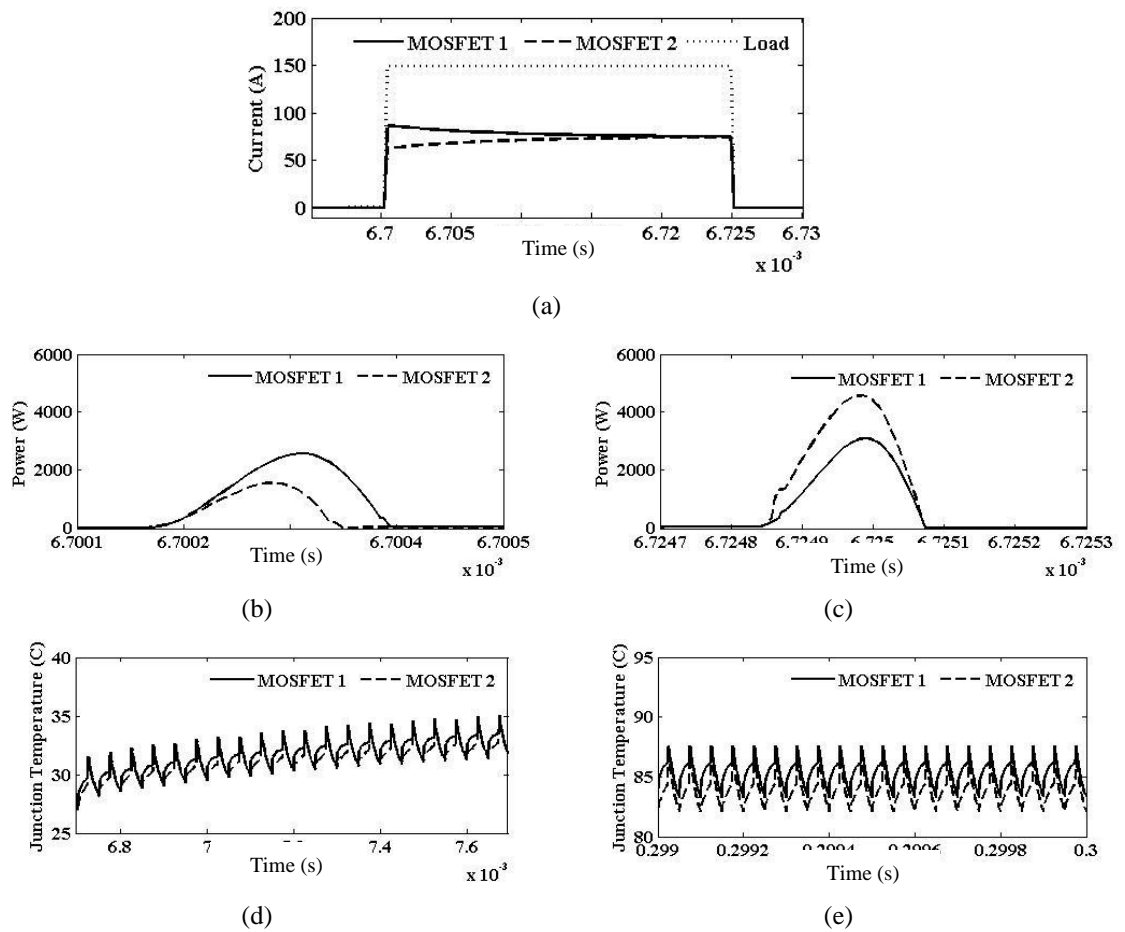 200
MOSFET 1 MOSFET 2 Load
150
100
50
0
Current (A)
6.7 6.705 6.72 6.725 6.73
Time (s)
x 10-3
(a)
6000
MOSFET 1 MOSFET 2
4000
2000
0
Power (W)
6.7001 6.7002 6.7004 6.7005
Time (s)
x 10-3
(b)
6000
MOSFET 1 MOSFET 2
4000
2000
0
Power (W)
6.7247 6.7248 6.7249 6.725 6.7251 6.7252 6.7253
Time (s)
x 10-3
(c)
40
MOSFET 1 MOSFET 2
35
30
25
Junction Temperature (C)
6.8 7 7.4 7.6
Time (s)
x 10-3
(d)
95
MOSFET 1 MOSFET 2
90
85
80
Junction Temperature (C)
0.299 0.2992 0.2994 0.2996 0.2998 0.3
Time (s)
(e)